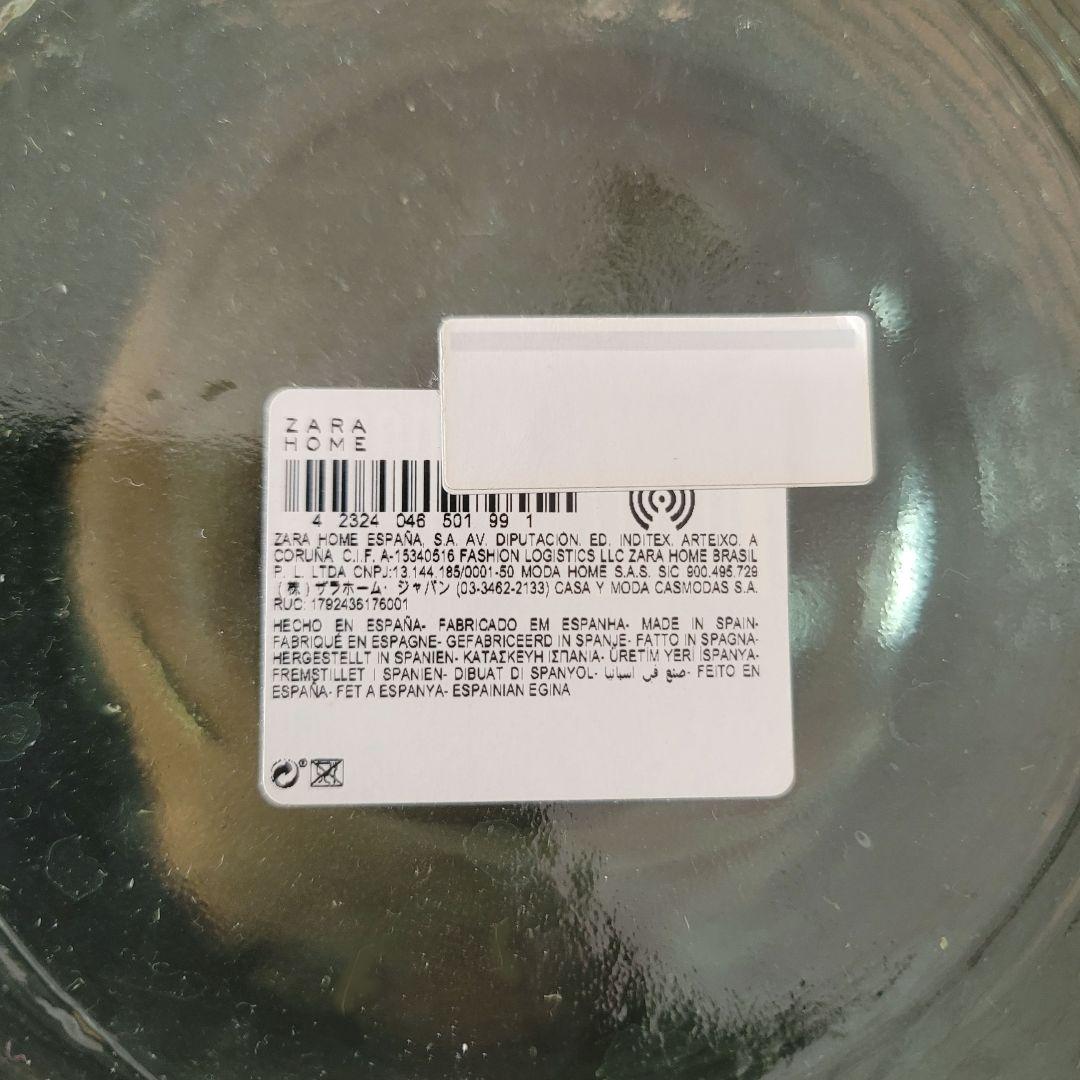 ZARA
HOME
4 2324 046 501 99 1
ZARA HOME ESPAÑA, S.A. AV. DIPUTACIÓN. ED. INDITEX. ARTEIXO. A
CORUÑA. C.I.F. A-15340516 FASHION LOGISTICS LLC ZARA HOME BRASIL
P. L. LTDA CNPJ:13.144.185/0001-50 MODA HOME S.A.S. SIC 900.495.729
(株) ザラホーム・ ジャパン (03-3462-2133) CASA Y MODA CASMODAS S.A.
RUC: 1792436176001
HECHO EN ESPAÑA- FABRICADO EM ESPANHA- MADE IN SPAIN-
FABRIQUÉ EN ESPAGNE- GEFABRICEERD IN SPANJE- FATTO IN SPAGNA-
HERGESTELLT IN SPANIEN- ΚΑΤΑΣΚΕΥΗ ΙΣΠΑΝΙΑ- ÜRETİM YERİ İSPANYA-
FREMSTILLET I SPANIEN- DIBUAT DI SPANYOL- صنع في اسبانيا- FEITO EN
ESPAÑA- FET A ESPANYA- ESPAINIAN EGINA